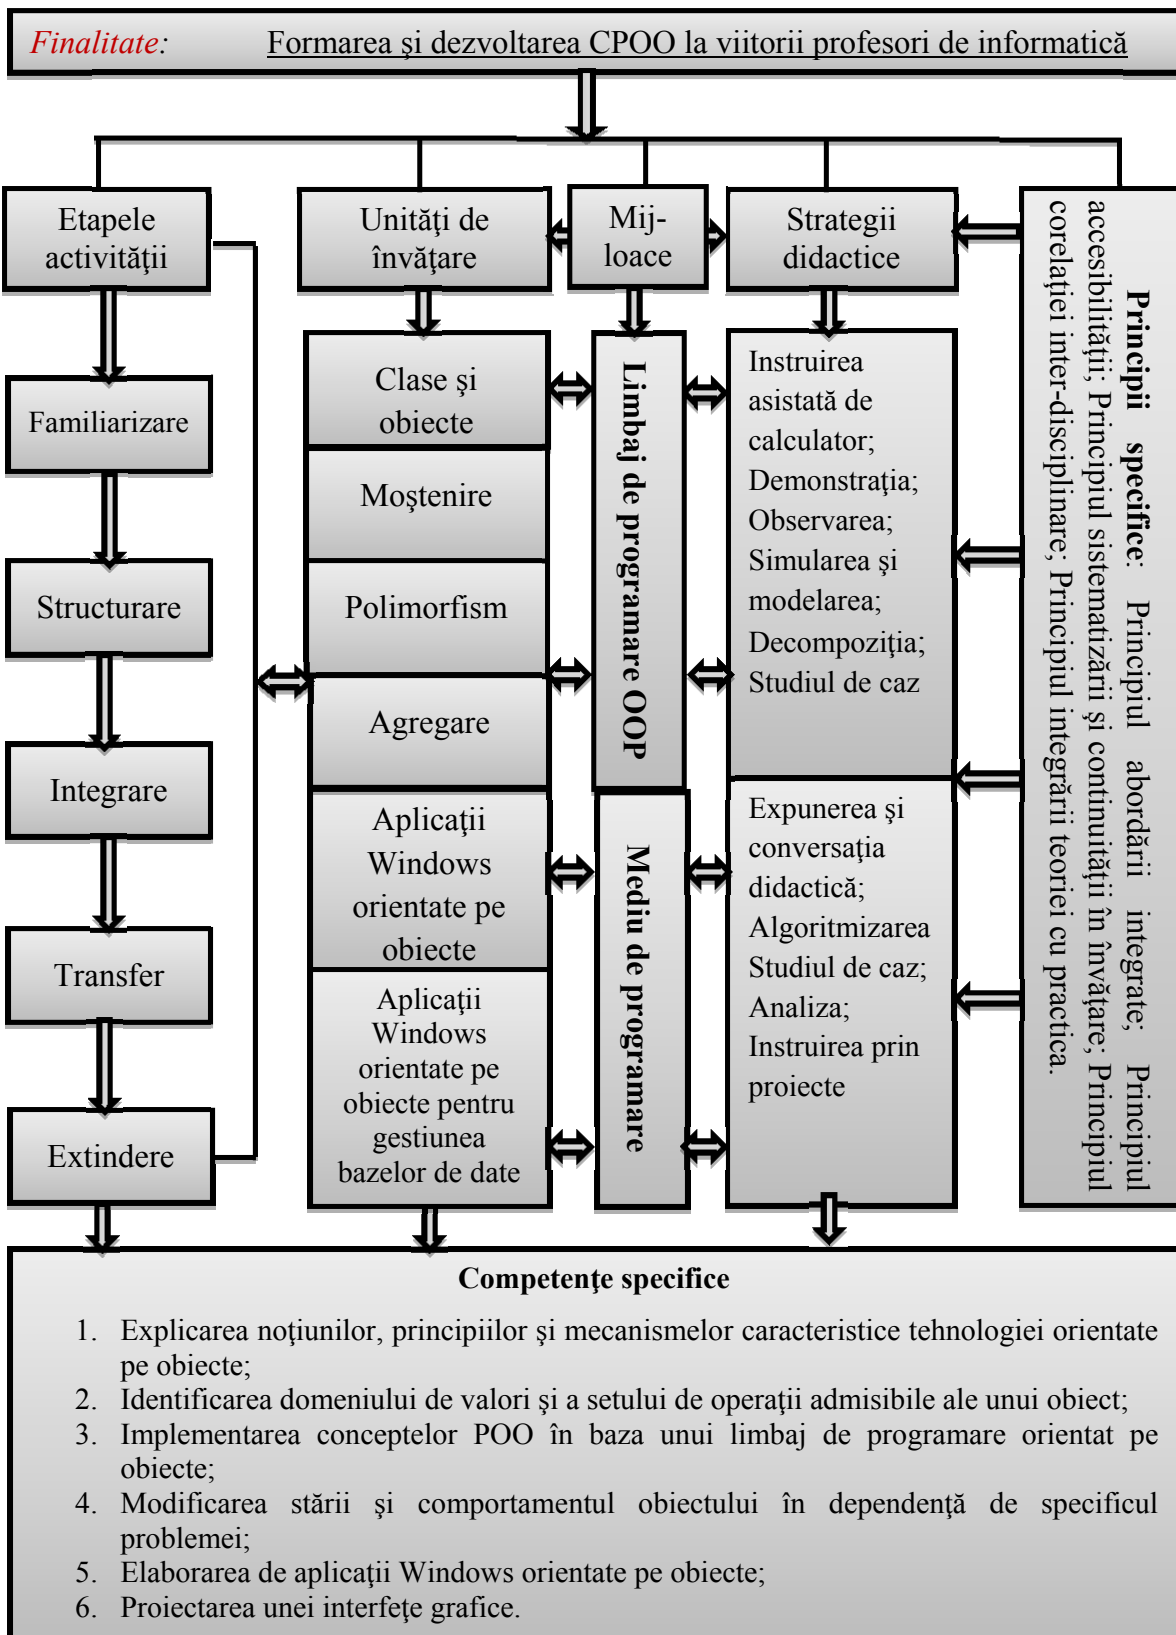 Finalitate: Formarea şi dezvoltarea CPOO la viitorii profesori de informatică
Etapele
activităţii
Familiarizare
Structurare
Integrare
Transfer
Extindere
Unităţi de
învăţare
Clase şi
obiecte
Moştenire
Polimorfism
Agregare
Aplicaţii
Windows
orientate pe
obiecte
Aplicaţii
Windows
orientate pe
obiecte pentru
gestiunea
bazelor de date
Mij-
loace
Limbaj de programare OOP
Mediu de programare
Strategii
didactice
Instruirea
asistată de
calculator;
Demonstraţia;
Observarea;
Simularea şi
modelarea;
Decompoziţia;
Studiul de caz
Expunerea şi
conversaţia
didactică;
Algoritmizarea
Studiul de caz;
Analiza;
Instruirea prin
proiecte
Principii specifice: Principiul abordării integrate; Principiul
accesibilităţii; Principiul sistematizării şi continuităţii în învăţare; Principiul
corelaţiei inter-disciplinare; Principiul integrării teoriei cu practica.
Competenţe specifice
1. Explicarea noţiunilor, principiilor şi mecanismelor caracteristice tehnologiei orientate
pe obiecte;
2. Identificarea domeniului de valori şi a setului de operaţii admisibile ale unui obiect;
3. Implementarea conceptelor POO în baza unui limbaj de programare orientat pe
obiecte;
4. Modificarea stării şi comportamentul obiectului în dependenţă de specificul
problemei;
5. Elaborarea de aplicaţii Windows orientate pe obiecte;
6. Proiectarea unei interfeţe grafice.